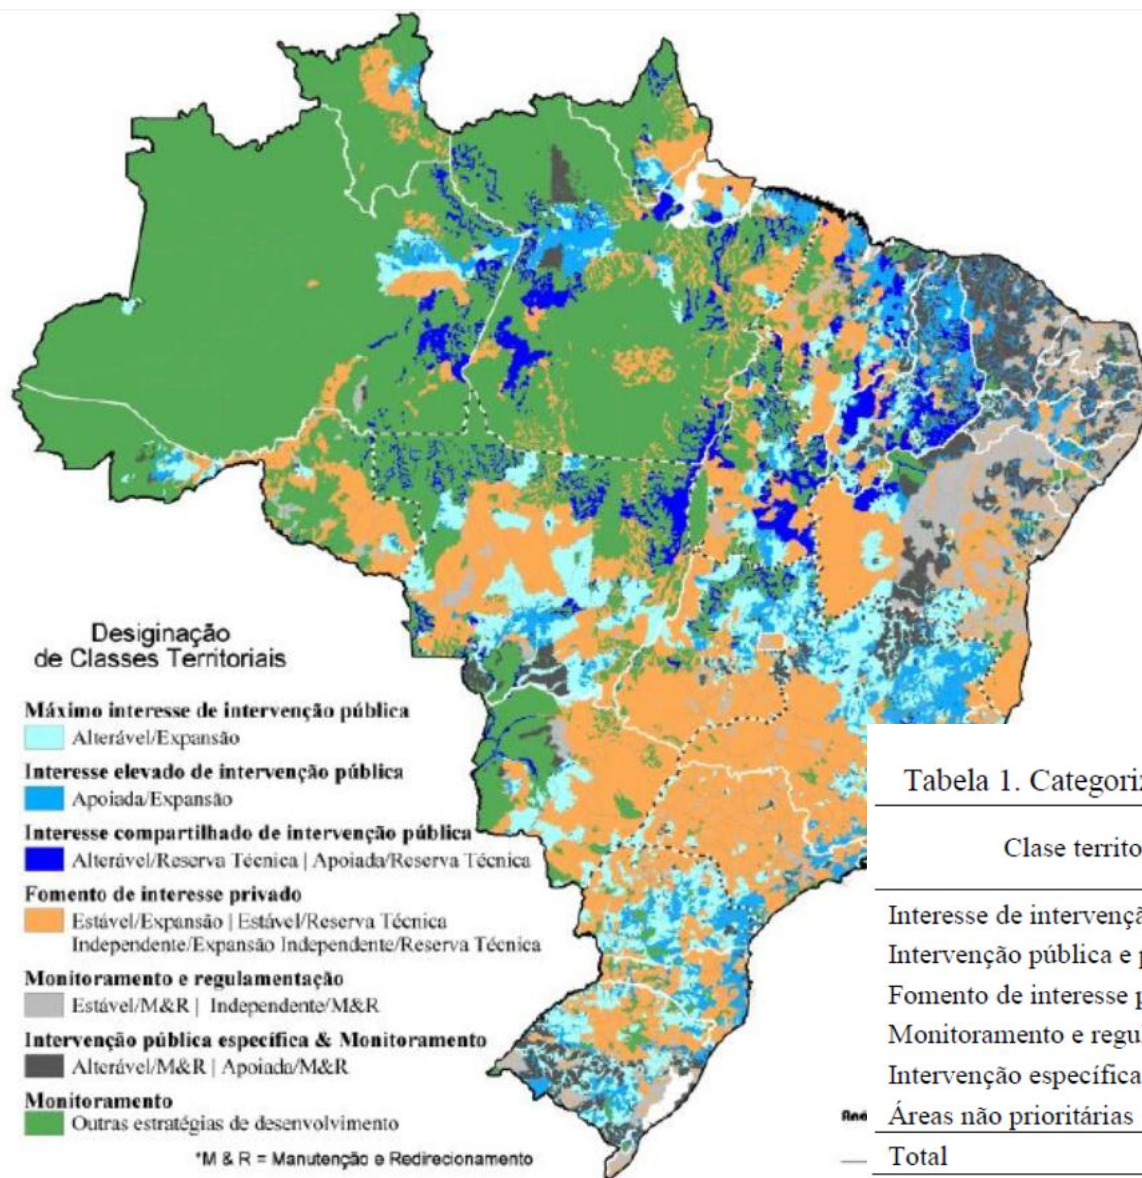 Desiginação
de Classes Territoriais
Máximo interesse de intervenção pública
Alterável/Expansão
Interesse elevado de intervenção pública
Apoiada/Expansão
Interesse compartilhado de intervenção pública
Alterável/Reserva Técnica | Apoiada/Reserva Técnica
Fomento de interesse privado
Estável/Expansão | Estável/Reserva Técnica
Independente/Expansão Independente/Reserva Técnica
Monitoramento e regulamentação
Estável/M&R | Independente/M&R
Intervenção pública específica & Monitoramento
Alterável/M&R | Apoiada/M&R
Monitoramento
Outras estratégias de desenvolvimento
*M & R = Manutenção e Redirecionamento
Tabela 1. Categoriz
Clase territo
Interesse de intervençã
Intervenção pública e p
Fomento de interesse p
Monitoramento e regu
Intervenção específica
Áreas não prioritárias
Total